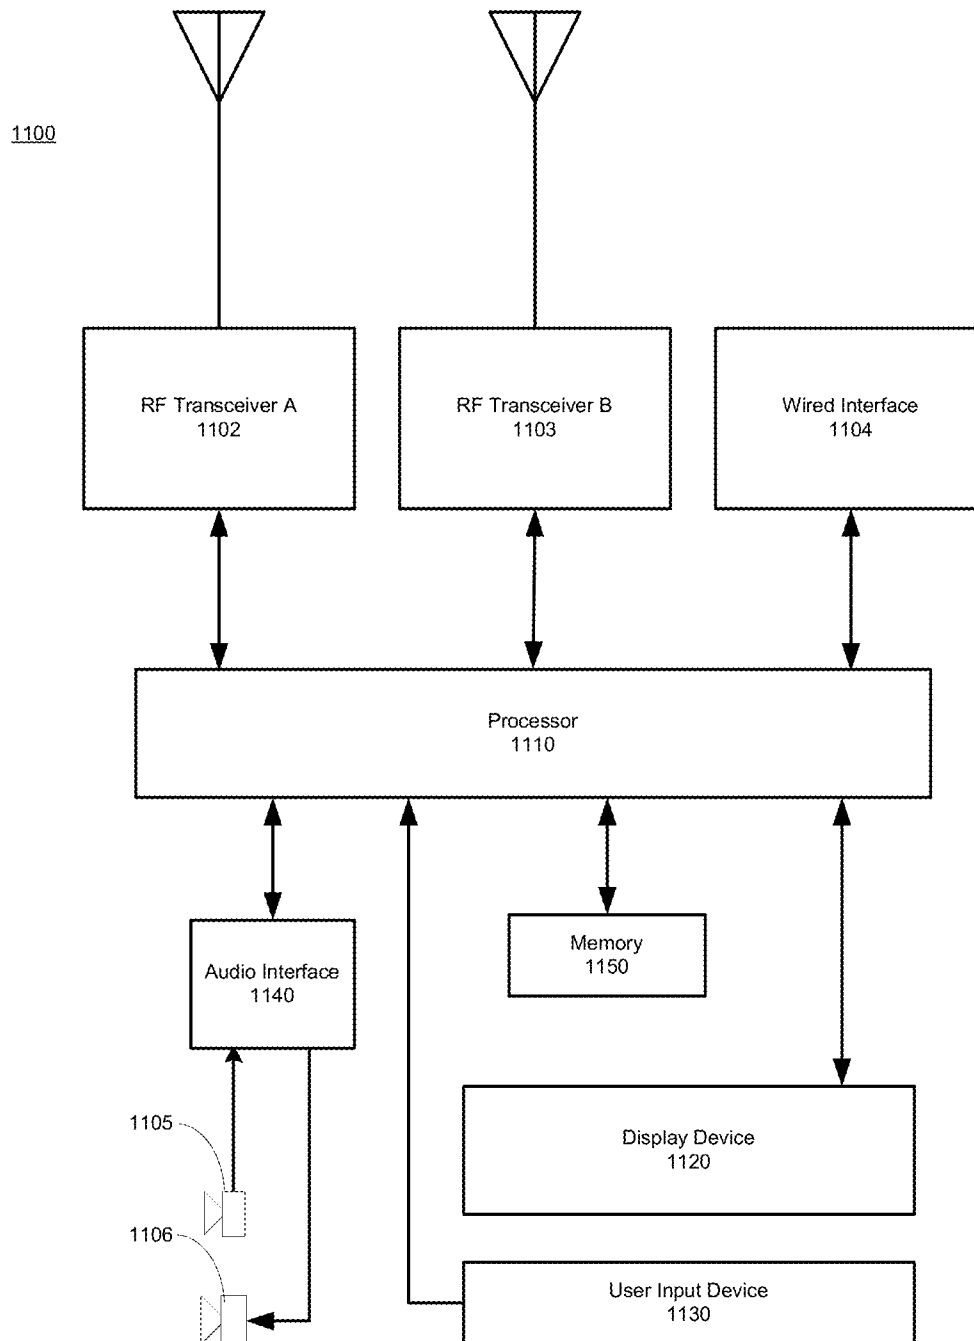 1100
RF Transceiver A
1102
RF Transceiver B
1103
Wired Interface
1104
Processor
1110
Audio Interface
1140
Memory
1150
1105
Display Device
1120
1106
User Input Device
1130